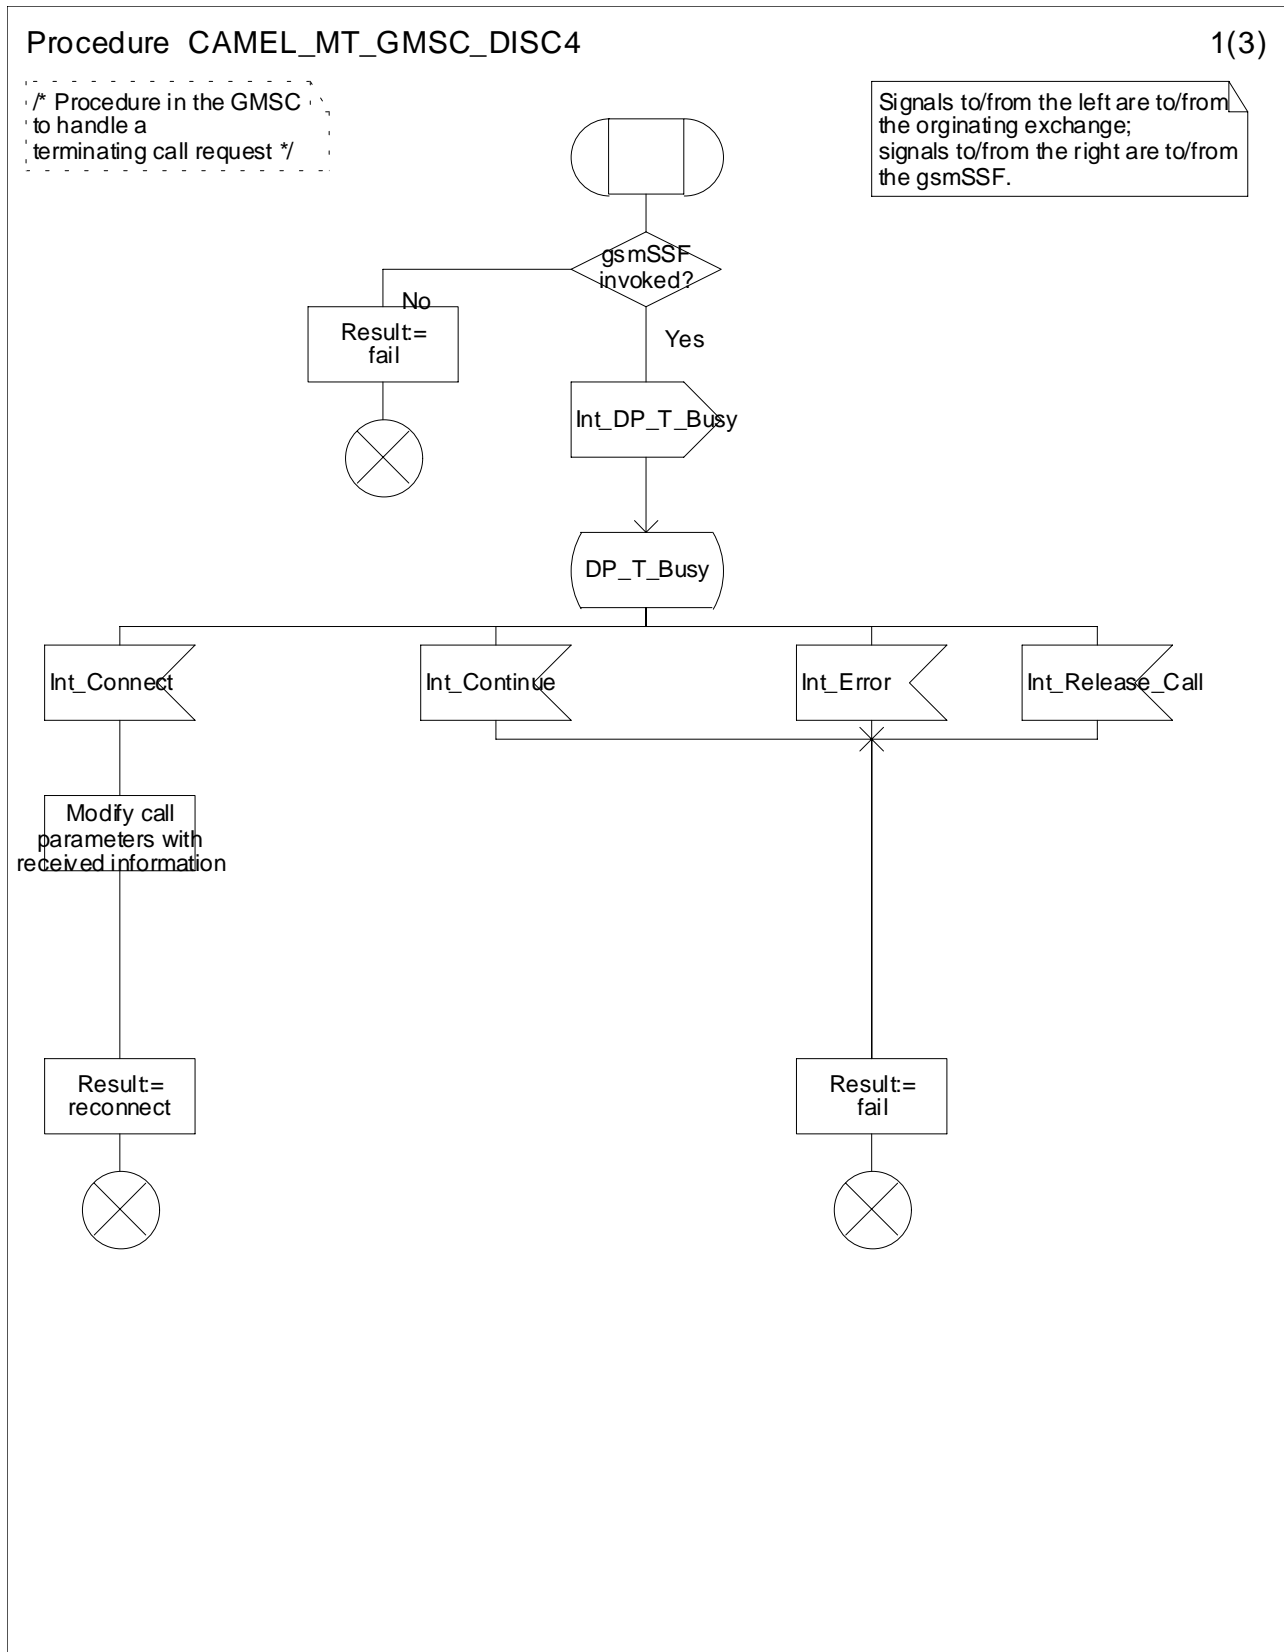 Procedure CAMEL_MT_GMSC_DISC4
1(3)
/* Procedure in the GMSC
to handle a
terminating call request */
Signals to/from the left are to/from
the orginating exchange;
signals to/from the right are to/from
the gsmSSF.
gsmSSF
invoked?
No
Result:=
fail
Yes
Int_DP_T_Busy
DP_T_Busy
Int_Connect
Int_Continue
Int_Error
Int_Release_Call
Modify call
parameters with
received information
Result:=
reconnect
Result:=
fail